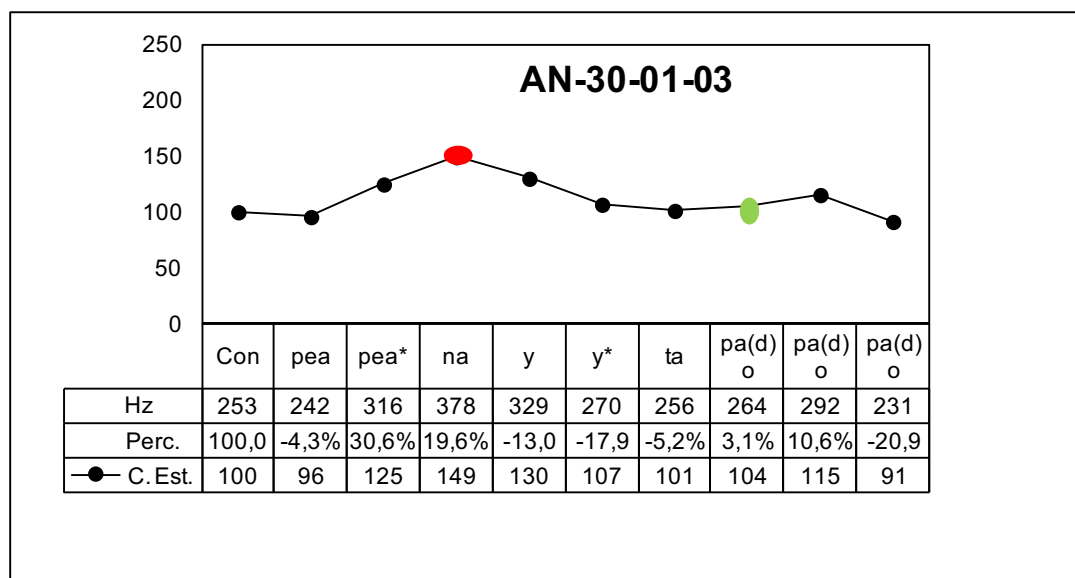 250
AN-30-01-03
200
150
100
50
0
Con pea pea* na y y* ta pa(d)o pa(d)o pa(d)o
Hz 253 242 316 378 329 270 256 264 292 231
Perc. 100,0 -4,3% 30,6% 19,6% -13,0 -17,9 -5,2% 3,1% 10,6% -20,9
C.Est. 100 96 125 149 130 107 101 104 115 91